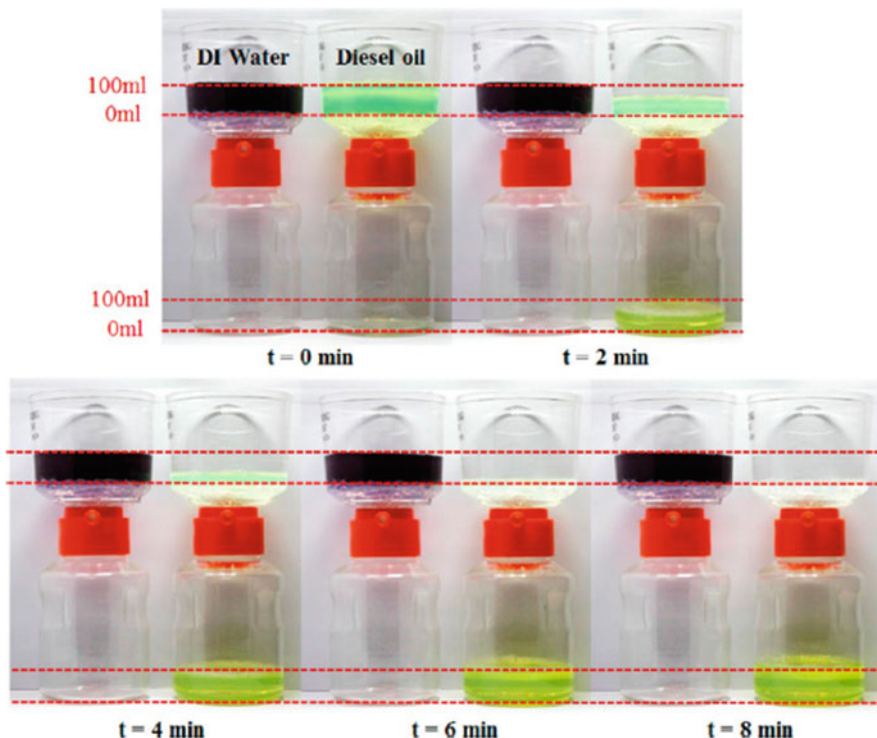 DI Water Diesel oil
100ml
0ml
100ml
0ml
t = 0 min t = 2 min
t = 4 min t = 6 min t = 8 min